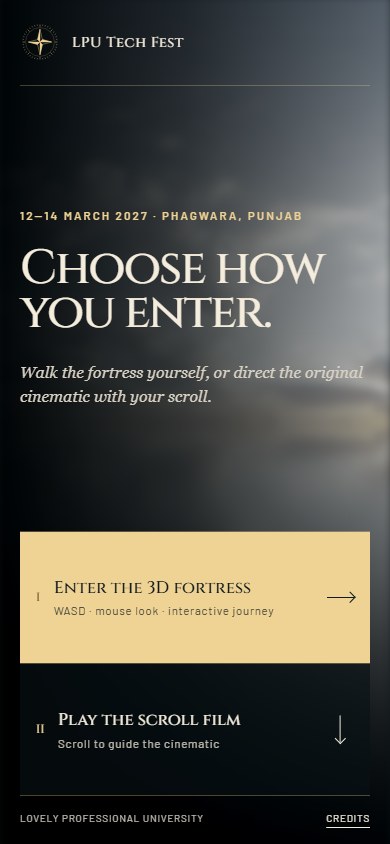 LPU Tech Fest
12–14 MARCH 2027 · PHAGWARA, PUNJAB
Choose how
you enter.
Walk the fortress yourself, or direct the original
cinematic with your scroll.
I
Enter the 3D fortress
WASD · mouse look · interactive journey
II
Play the scroll film
Scroll to guide the cinematic
LOVELY PROFESSIONAL UNIVERSITY
CREDITS